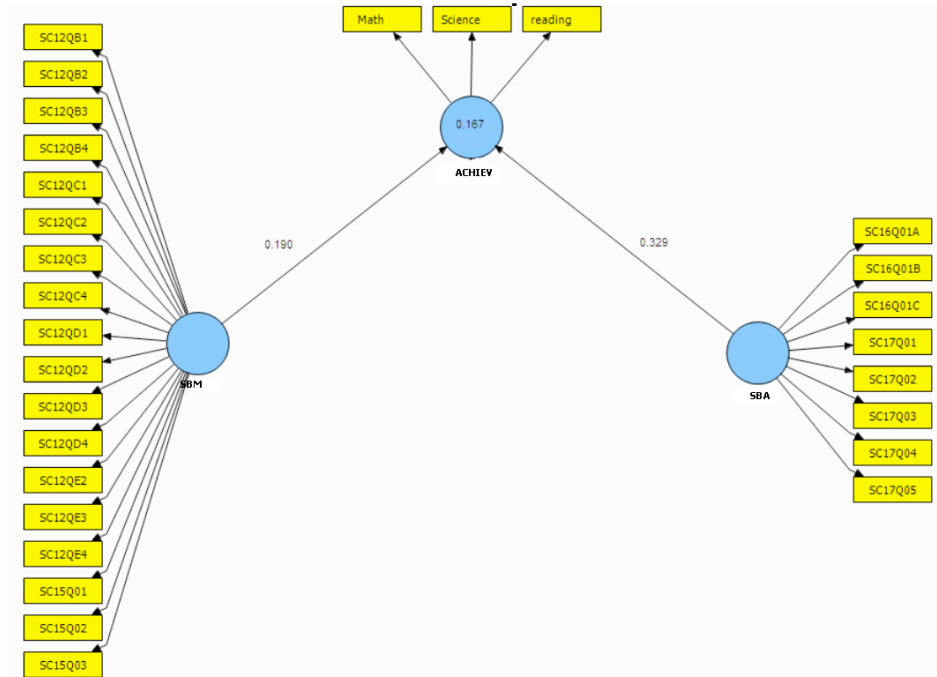 Math
Science
reading
SC12QB1
SC12QB2
SC12QB3
SC12QB4
SC12QC1
SC12QC2
SC12QC3
SC12QC4
SC12QD1
SC12QD2
SC12QD3
SC12QD4
SC12QE2
SC12QE3
SC12QE4
SC15Q01
SC15Q02
SC15Q03
0.167
ACHIEV
0.190
0.329
SBM
SBA
SC16Q01A
SC16Q01B
SC16Q01C
SC17Q01
SC17Q02
SC17Q03
SC17Q04
SC17Q05